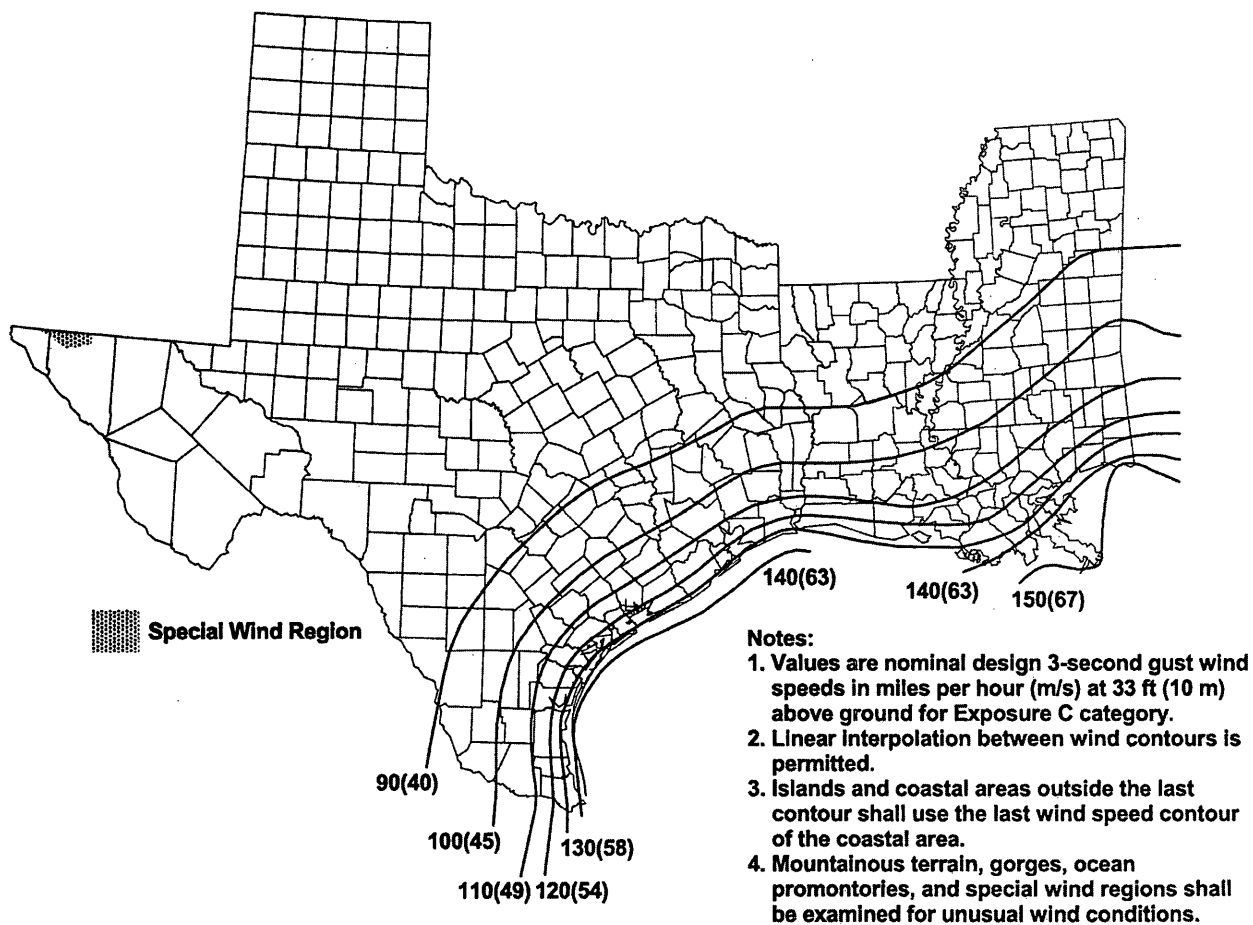 140(63)
140(63)
150(67)
Special Wind Region
90(40)
100(45)
130(58)
110(49) 120(54)
Notes:
1. Values are nominal design 3-second gust wind
speeds in miles per hour (m/s) at 33 ft (10 m)
above ground for Exposure C category.
2. Linear interpolation between wind contours is
permitted.
3. Islands and coastal areas outside the last
contour shall use the last wind speed contour
of the coastal area.
4. Mountainous terrain, gorges, ocean
promontories, and special wind regions shall
be examined for unusual wind conditions.